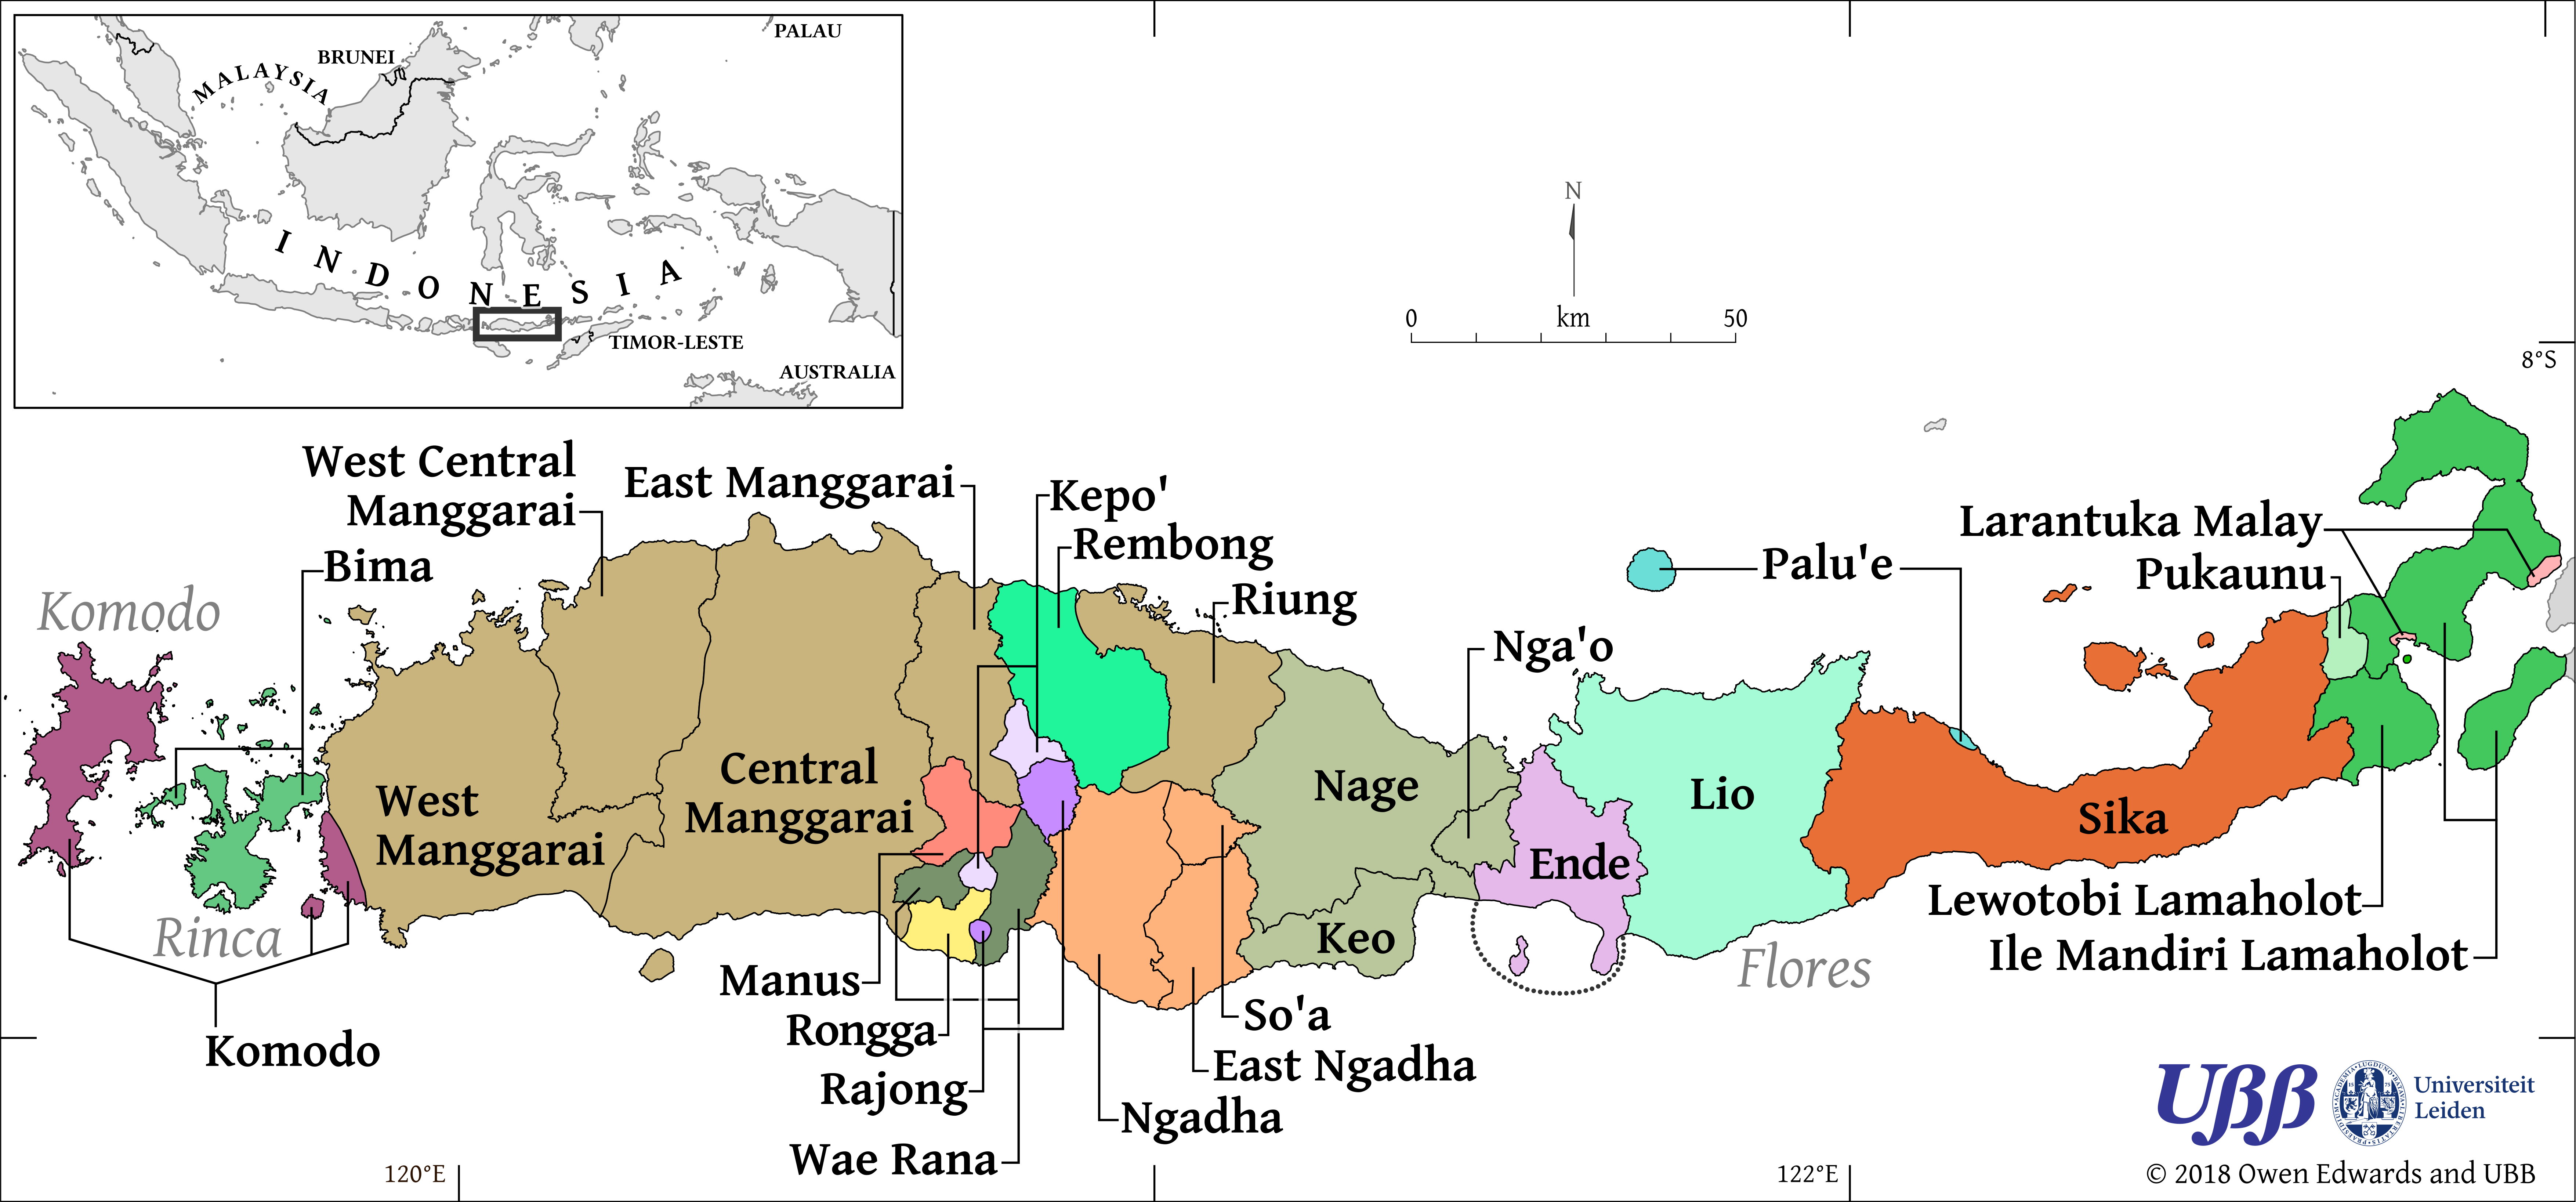 PALAU
BRUNEI
MALAYSIA
INDONESIA
TIMOR-LESTE
AUSTRALIA
N
0
km
50
8°S
West Central
Manggarai
East Manggarai
Kepo'
Rembong
Bima
Riung
Komodo
Nga'o
Palu'e
Larantuka Malay
Pukaunu
West
Manggarai
Central
Manggarai
Nage
Lio
Sika
Ende
Keo
Rinca
Flores
Lewotobi Lamaholot
Ile Mandiri Lamaholot
Komodo
Manus
Rongga
Rajong
Wae Rana
So'a
East Ngadha
Ngadha
120°E
122°E
Uββ
Universiteit
Leiden
© 2018 Owen Edwards and UBB